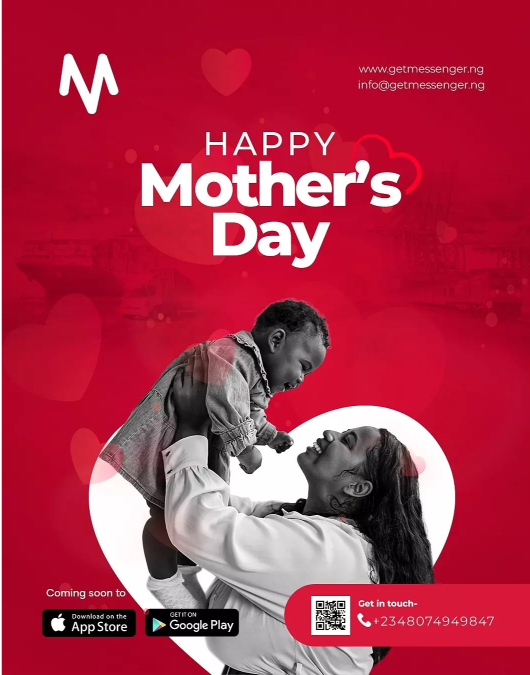 www.getmessenger.ng
info@getmessenger.ng
HAPPY
Mother's
Day
Coming soon to
Download on the
App Store
GET IT ON
Google Play
Get in touch-
+2348074949847